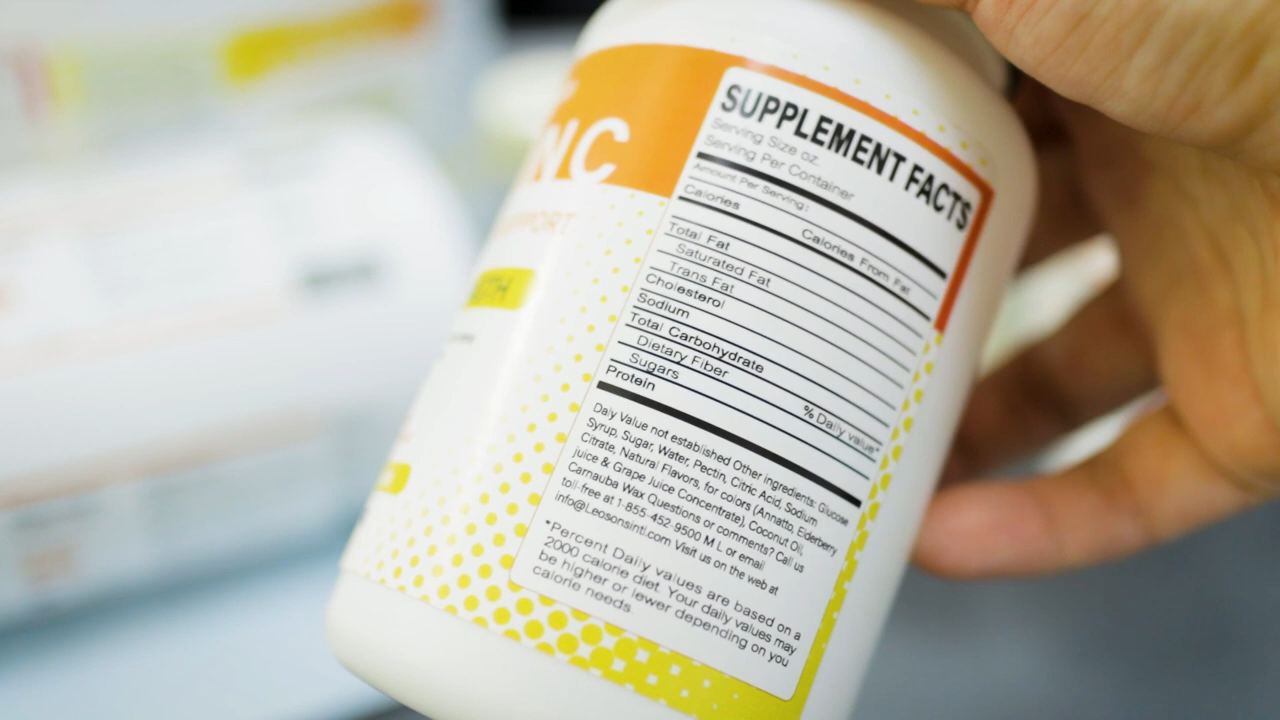 N C
PPORT
TH
SUPPLEMENT FACTS
Serving Size oz.
Serving Per Container
Amount Per Serving:
Calories Calories From Fat
Total Fat
Saturated Fat
Trans Fat
Cholesterol
Sodium
Total Carbohydrate
Dietary Fiber
Sugars
Protein % Daily value*
Daiy Value not established Other ingredients: Glucose
Syrup, Sugar, Water, Pectin, Citric Acid, Sodium
Citrate, Natural Flavors, for colors (Annatto, Elderberry
juice & Grape Juice Concentrate), Coconut Oil,
Carnauba Wax Questions or comments? Call us
toll-free at 1-855-452-9500 M L or email
info@Leosonsintl.com Visit us on the web at
*Percent Daily values are based on a
2000 calorie diet. Your daily values may
be higher or lower depending on you
calorie needs.